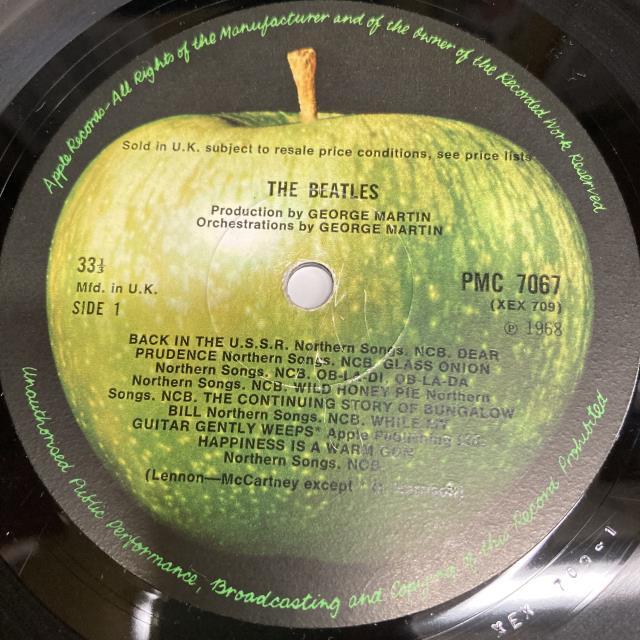 Apple Records-All Rights of the Manufacturer and of the Owner of the Recorded Work Reserved
Sold in U.K. subject to resale price conditions, see price lists
THE BEATLES
Production by GEORGE MARTIN
Orchestrations by GEORGE MARTIN
33⅓
Mfd. in U.K.
SIDE 1
PMC 7067
(XEX 709)
℗ 1968
BACK IN THE U.S.S.R. Northern Songs. NCB. DEAR
PRUDENCE Northern Songs. NCB. GLASS ONION
Northern Songs. NCB. OB-LA-DI, OB-LA-DA
Northern Songs. NCB. WILD HONEY PIE Northern
Songs. NCB. THE CONTINUING STORY OF BUNGALOW
BILL Northern Songs. NCB. WHILE MY
GUITAR GENTLY WEEPS* Apple Publishing Ltd.
HAPPINESS IS A WARM GUN
Northern Songs. NCB
(Lennon—McCartney except *
Unauthorised Public Performance, Broadcasting and Copying of this Record Prohibited
XEX 709-1